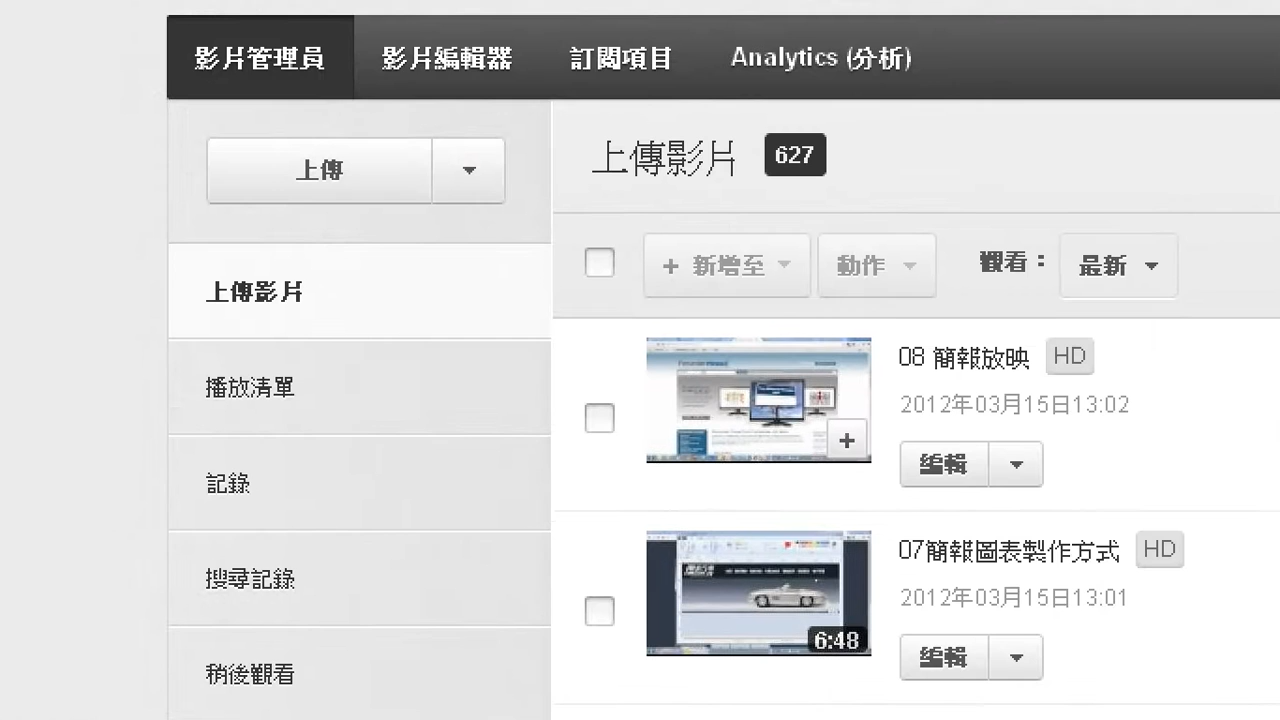 影片管理員 影片編輯器 訂閱項目 Analytics (分析)
上傳
上傳影片
播放清單
記錄
搜尋記錄
稍後觀看
上傳影片 627
+ 新增至 動作 觀看： 最新
08 簡報放映 HD
2012年03月15日13:02
編輯
07簡報圖表製作方式 HD
2012年03月15日13:01
6:48
編輯